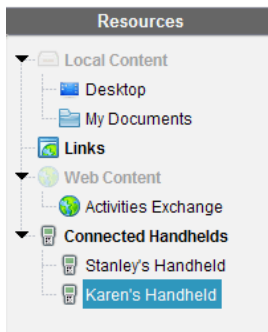 Resources
Local Content
Desktop
My Documents
Links
Web Content
Activities Exchange
Connected Handhelds
Stanley's Handheld
Karen's Handheld